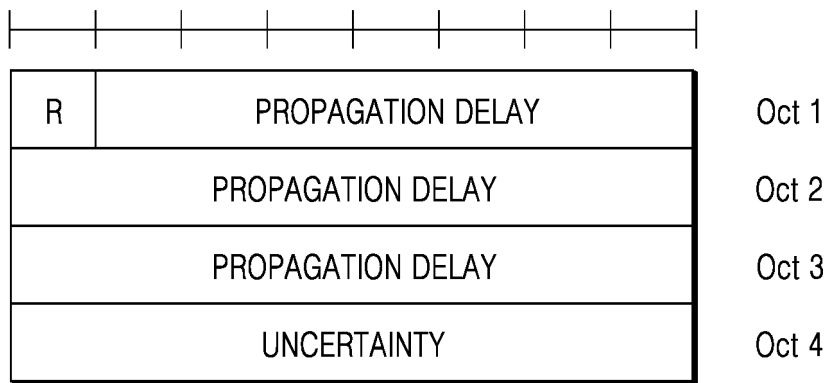 R PROPAGATION DELAY Oct 1
PROPAGATION DELAY Oct 2
PROPAGATION DELAY Oct 3
UNCERTAINTY Oct 4